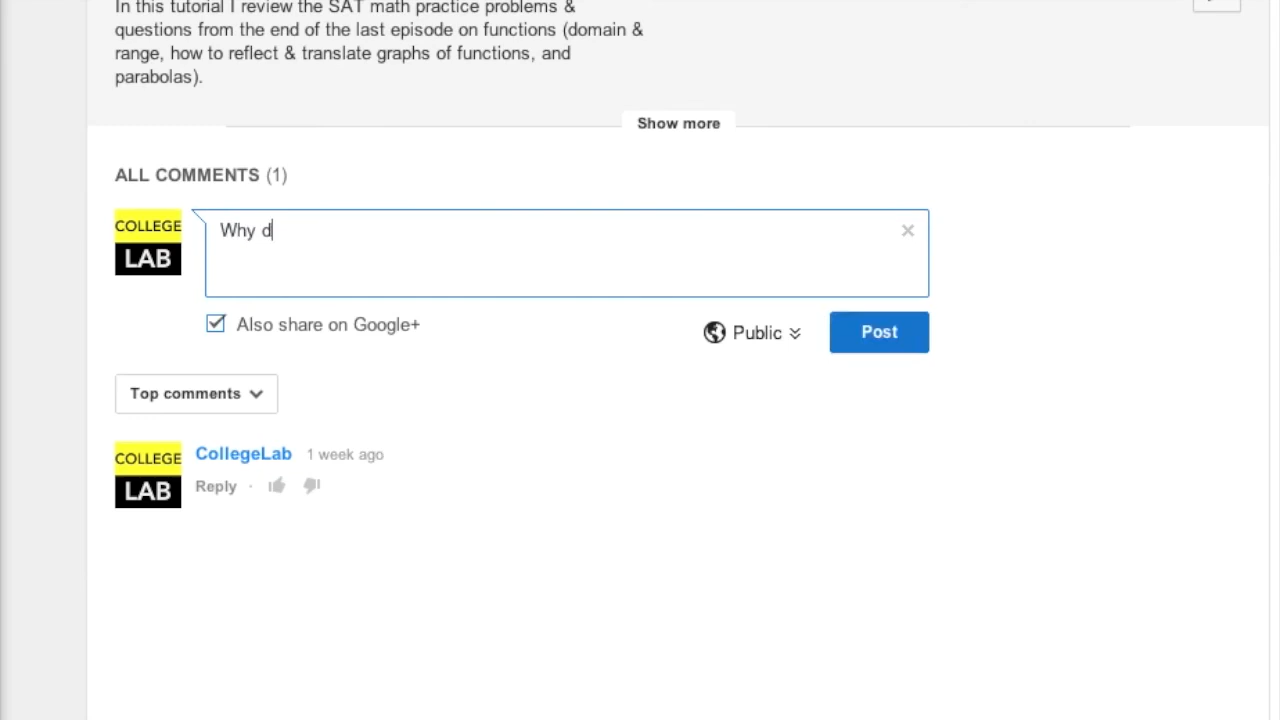 In this tutorial I review the SAT math practice problems &
questions from the end of the last episode on functions (domain &
range, how to reflect & translate graphs of functions, and
parabolas).
Show more
ALL COMMENTS (1)
COLLEGE
LAB
Why d
Also share on Google+
Public
Post
Top comments
COLLEGE
LAB
CollegeLab 1 week ago
Reply ·